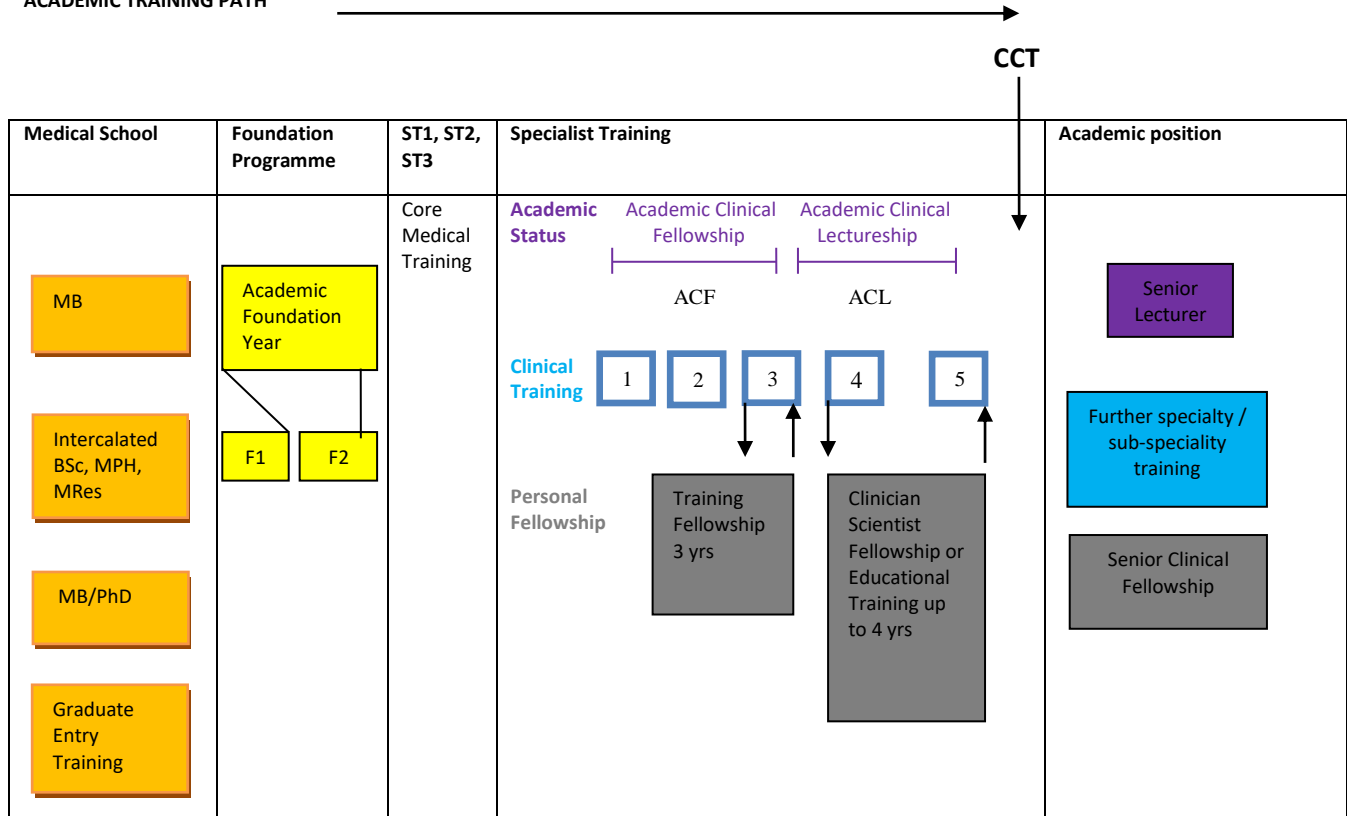 ACADEMIC TRAINING PATH
CCT
Medical School
Foundation
Programme
ST1, ST2,
ST3
Specialist Training
Academic position
Core
Medical
Training
Academic
Status
Academic Clinical
Fellowship
Academic Clinical
Lectureship
ACF
ACL
MB
Academic
Foundation
Year
Senior
Lecturer
Clinical
Training
1
2
3
4
5
Intercalated
BSc, MPH,
MRes
F1
F2
Further specialty /
sub-speciality
training
Personal
Fellowship
Training
Fellowship
3 yrs
Clinician
Scientist
Fellowship or
Educational
Training up
to 4 yrs
Senior Clinical
Fellowship
MB/PhD
Graduate
Entry
Training